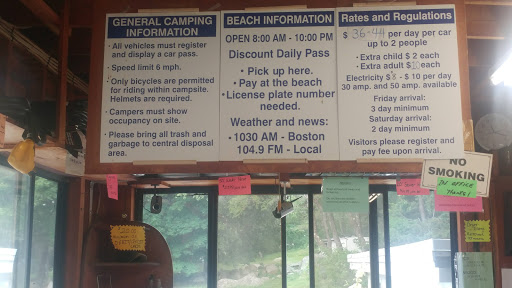 GENERAL CAMPING
INFORMATION
• All vehicles must register
and display a car pass.
• Speed limit 6 mph.
• Only bicycles are permitted
for riding within campsite.
Helmets are required.
• Campers must show
occupancy on site.
• Please bring all trash and
garbage to central disposal
area.
BEACH INFORMATION
OPEN 8:00 AM - 10:00 PM
Discount Daily Pass
• Pick up here.
• Pay at the beach
• License plate number
needed.
Weather and news:
• 1030 AM - Boston
104.9 FM - Local
Rates and Regulations
$ 36-44 per day per car
up to 2 people
• Extra child $ 2 each
• Extra adult $ each
Electricity $8 - $ 10 per day
30 amp. and 50 amp. available
Friday arrival:
3 day minimum
Saturday arrival:
2 day minimum
Visitors please register and
pay fee upon arrival.
NO
SMOKING
IN OFFICE
THANKS!